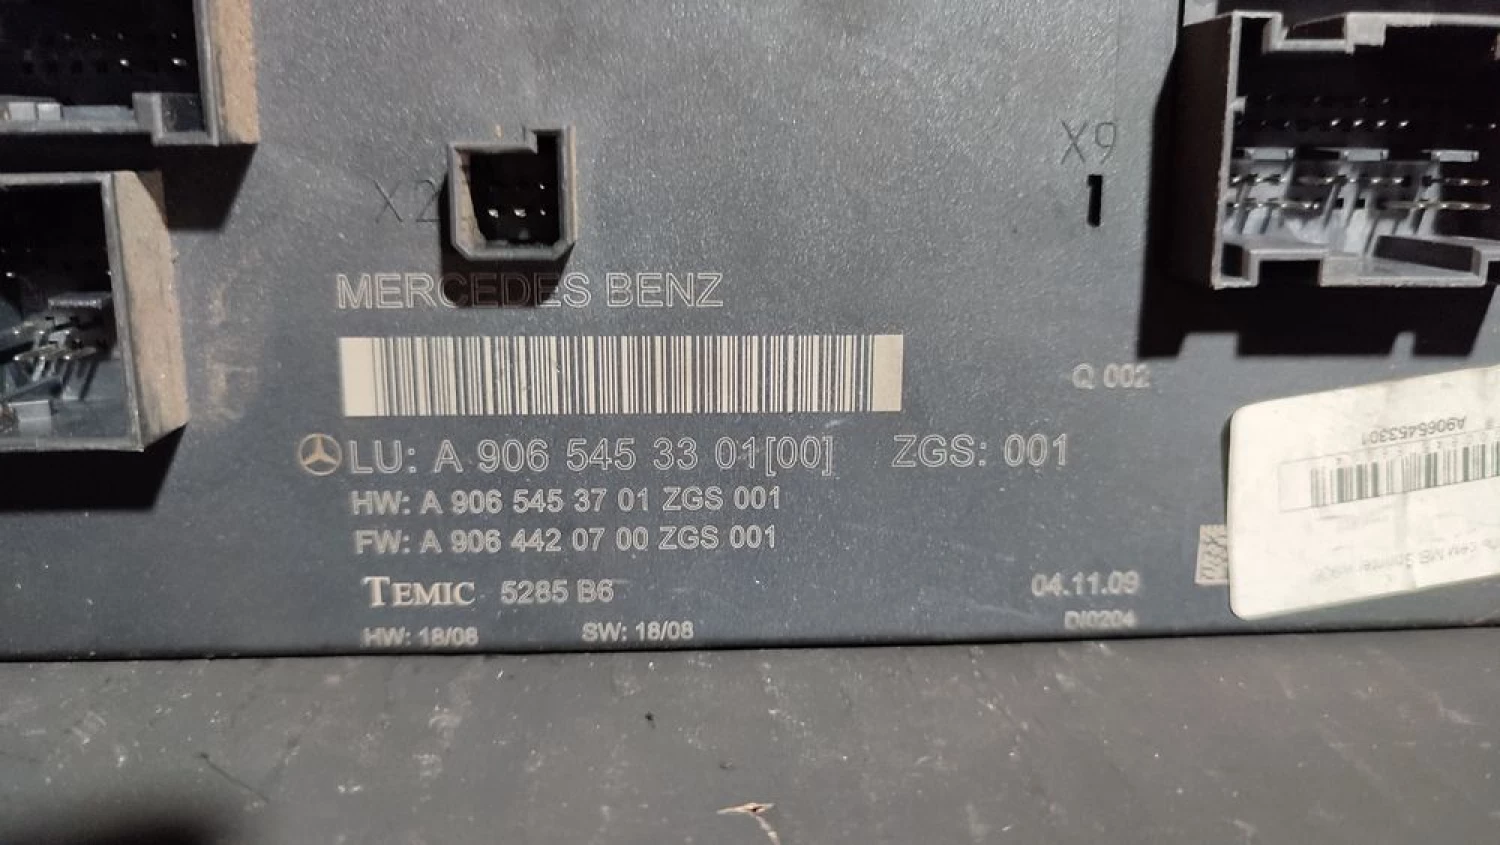 X2
X9
MERCEDES BENZ
Q 002
LU: A 906 545 33 01[00] ZGS: 001
HW: A 906 545 37 01 ZGS 001
FW: A 906 442 07 00 ZGS 001
TEMIC 5285 B6
04.11.09
HW: 18/08 SW: 18/08
DI0204
A9065453301